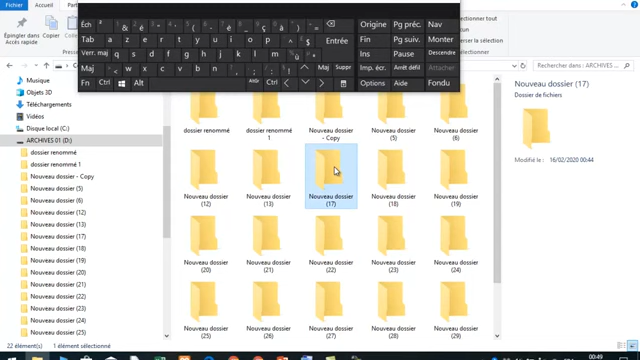 Fichier Accueil
Épingler dans Accès rapide
Copier
Éch ² & é " ' ( - è _ ç à ) = Origine Pg préc. Nav
Tab a z e r t y u i o p ^ $ Entrée Fin Pg suiv. Monter
Verr. maj q s d f g h j k l m ù Ins Pause Descendre
Maj < w x c v b n , ; : ! Maj Suppr Imp. écr. Arrêt défil Attacher
Fn Ctrl Alt AltGr Ctrl Options Aide Fondu
Sélectionner tout
la sélection
Rechercher dans : ARCHIVES ...
Musique
Objets 3D
Téléchargements
Vidéos
Disque local (C:)
ARCHIVES 01 (D:)
dossier renommé
dossier renommé 1
Nouveau dossier - Copy
Nouveau dossier (5)
Nouveau dossier (6)
Nouveau dossier (12)
Nouveau dossier (13)
Nouveau dossier (17)
Nouveau dossier (18)
Nouveau dossier (19)
Nouveau dossier (20)
Nouveau dossier (21)
Nouveau dossier (22)
Nouveau dossier (23)
Nouveau dossier (24)
Nouveau dossier (25)
dossier renommé
dossier renommé 1
Nouveau dossier - Copy
Nouveau dossier (5)
Nouveau dossier (6)
Nouveau dossier (12)
Nouveau dossier (13)
Nouveau dossier (17)
Nouveau dossier (18)
Nouveau dossier (19)
Nouveau dossier (20)
Nouveau dossier (21)
Nouveau dossier (22)
Nouveau dossier (23)
Nouveau dossier (24)
Nouveau dossier (25)
Nouveau dossier (26)
Nouveau dossier (27)
Nouveau dossier (28)
Nouveau dossier (29)
Nouveau dossier (17)
Dossier de fichiers
Modifié le : 16/02/2020 00:44
22 élément(s) 1 élément sélectionné
00:49